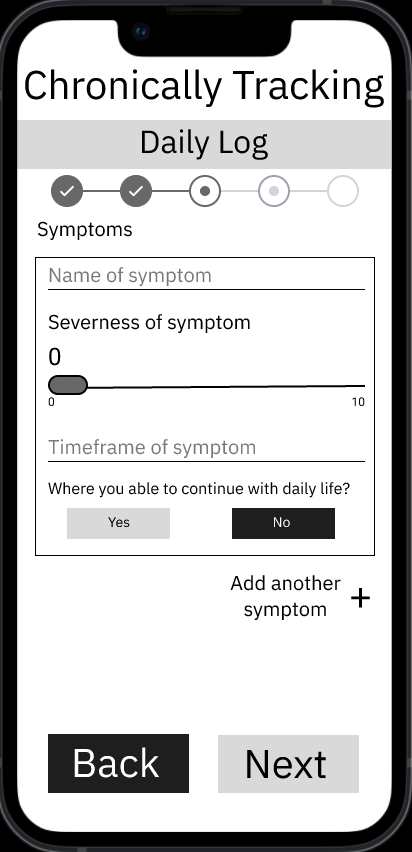 Chronically Tracking
Daily Log
Symptoms
Name of symptom
Severness of symptom
0
0 10
Timeframe of symptom
Where you able to continue with daily life?
Yes No
Add another
symptom +
Back Next